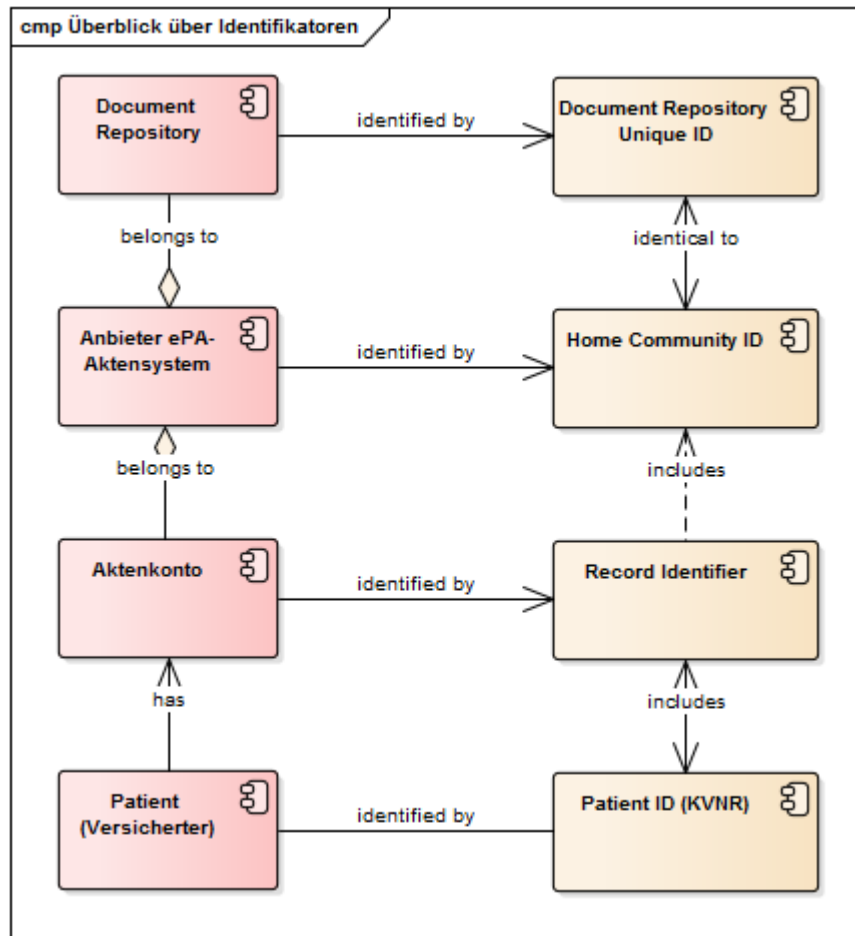 cmp Überblick über Identifikatoren
Document
Repository
identified by
Document Repository
Unique ID
belongs to
identical to
Anbieter ePA-
Aktensystem
identified by
Home Community ID
belongs to
includes
Aktenkonto
identified by
Record Identifier
has
includes
Patient
(Versicherter)
identified by
Patient ID (KVNR)